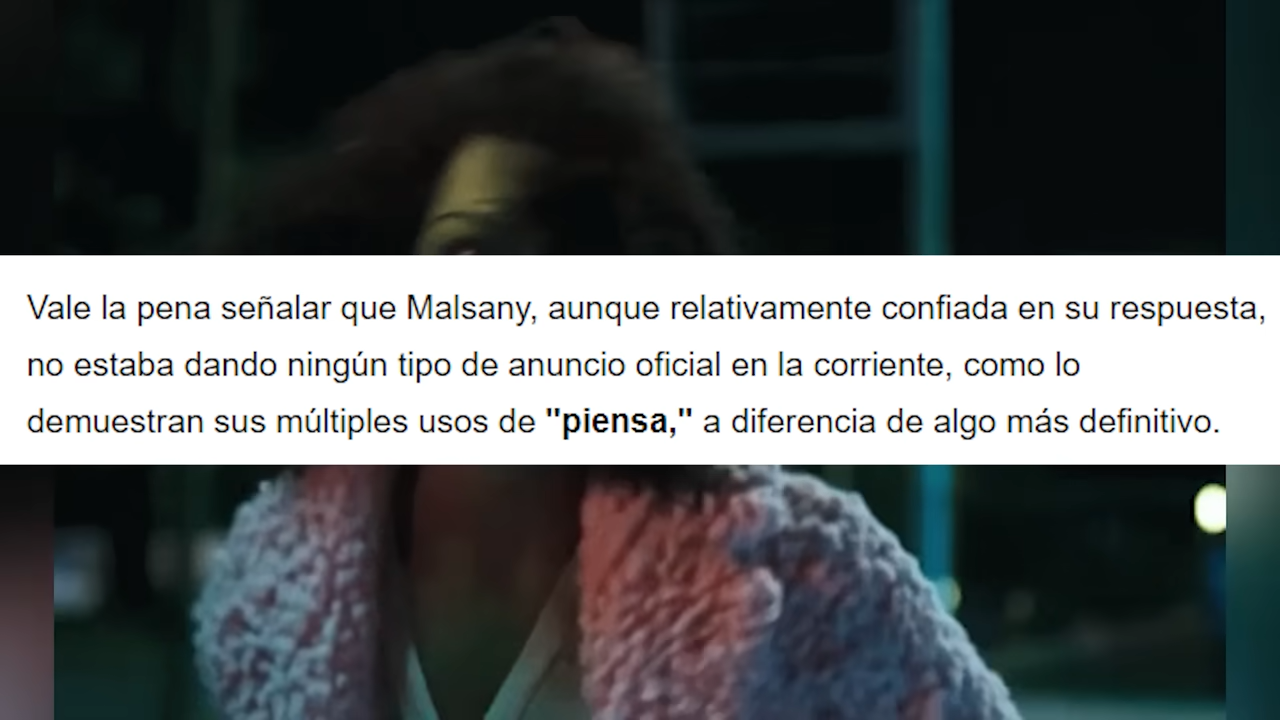 Vale la pena señalar que Malsany, aunque relativamente confiada en su respuesta,
no estaba dando ningún tipo de anuncio oficial en la corriente, como lo
demuestran sus múltiples usos de "piensa," a diferencia de algo más definitivo.